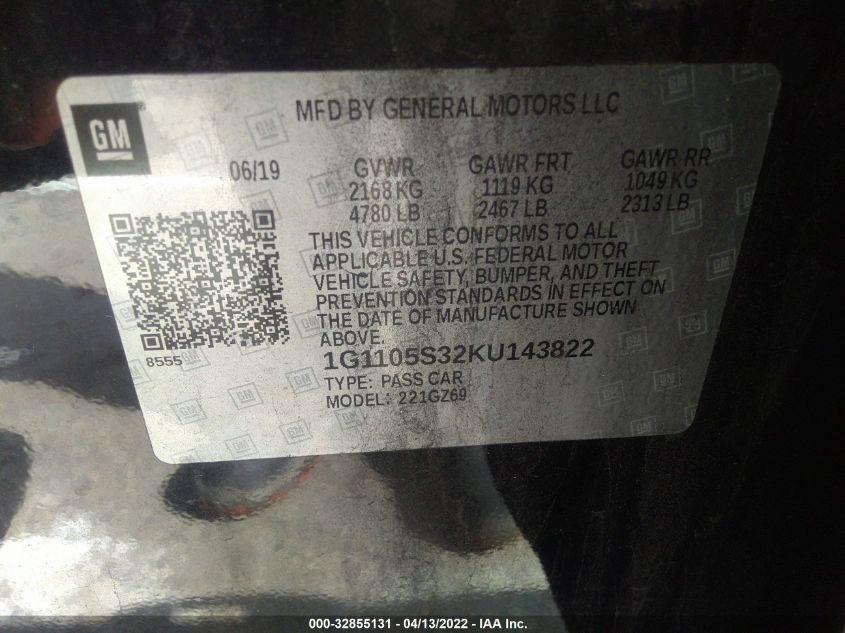 GM
MFD BY GENERAL MOTORS LLC
06/19 GVWR GAWR FRT GAWR RR
2168 KG 1119 KG 1049 KG
4780 LB 2467 LB 2313 LB
THIS VEHICLE CONFORMS TO ALL
APPLICABLE U.S. FEDERAL MOTOR
VEHICLE SAFETY, BUMPER, AND THEFT
PREVENTION STANDARDS IN EFFECT ON
THE DATE OF MANUFACTURE SHOWN
ABOVE.
8555 1G1105S32KU143822
TYPE: PASS CAR
MODEL: 221GZ69
000-32855131 - 04/13/2022 - IAA Inc.